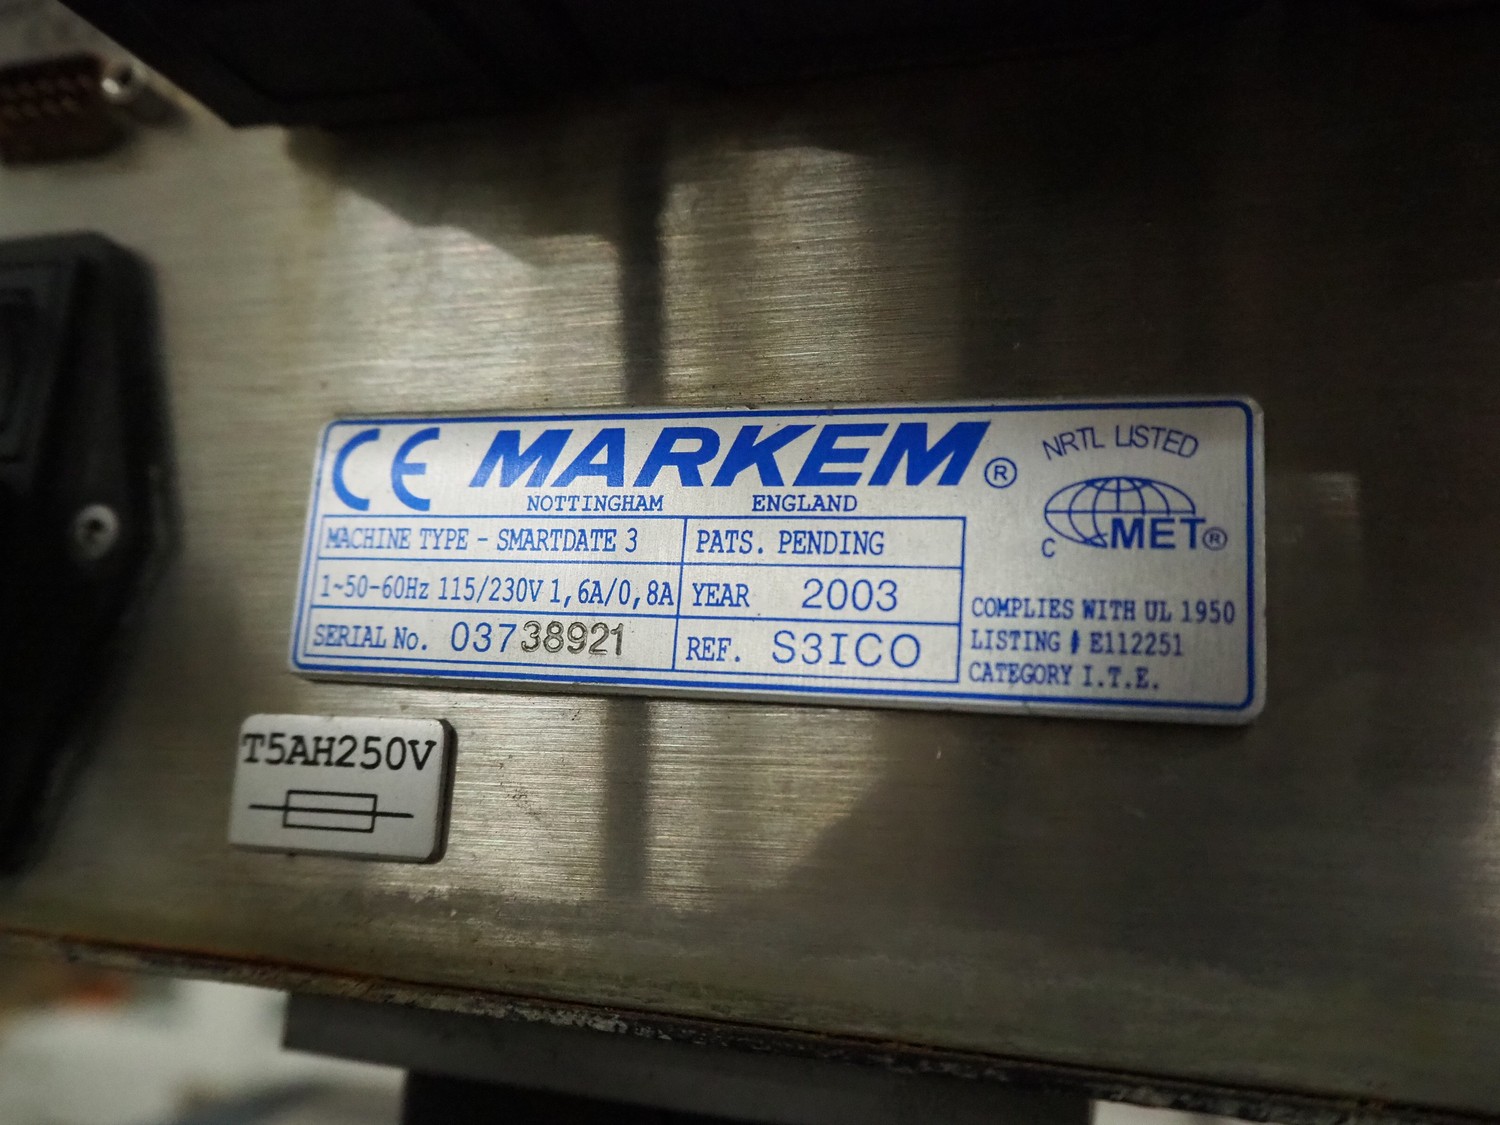 CE MARKEM®
NOTTINGHAM ENGLAND
MACHINE TYPE - SMARTDATE 3
PATS. PENDING
1~50-60Hz 115/230V 1,6A/0,8A
YEAR 2003
SERIAL No. 03738921
REF. S3ICO
NRTL LISTED
C MET®
COMPLIES WITH UL 1950
LISTING # E112251
CATEGORY I.T.E.
T5AH250V